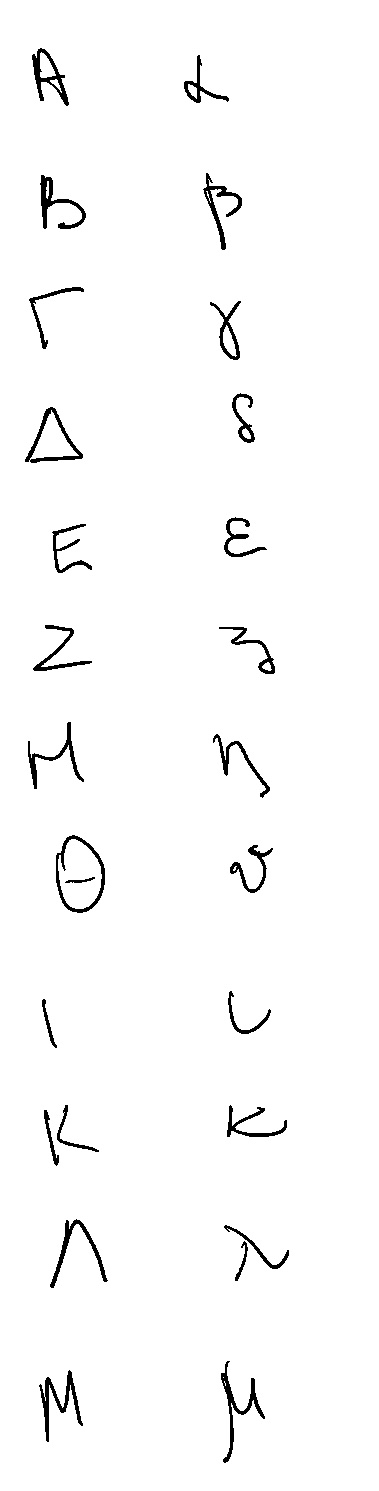 Α α
Β β
Γ γ
Δ δ
Ε ε
Ζ ζ
Η η
Θ ϑ
Ι ι
Κ κ
Λ λ
Μ μ